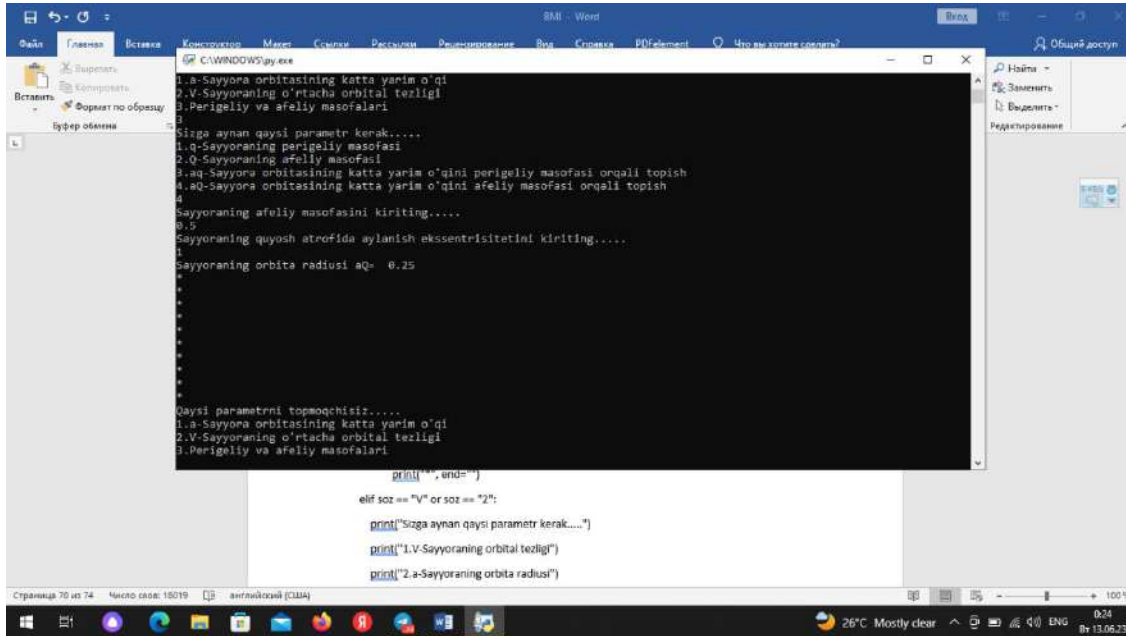 BMI - Word
Вход
Файл Главная Вставка Конструктор Макет Ссылки Рассылки Рецензирование Вид Справка PDFelement Что вы хотите сделать? Общий доступ
Вставить
Вырезать
Копировать
Формат по образцу
Буфер обмена
Найти
Заменить
Выделить
Редактирование
C:\WINDOWS\py.exe
1.a-Sayyora orbitasining katta yarim o'qi
2.V-Sayyoraning o'rtacha orbital tezligi
3.Perigeliy va afeliy masofalari
3
Sizga aynan qaysi parametr kerak.....
1.q-Sayyoraning perigeliy masofasi
2.Q-Sayyoraning afeliy masofasi
3.aq-Sayyora orbitasining katta yarim o'qini perigeliy masofasi orqali topish
4.aQ-Sayyora orbitasining katta yarim o'qini afeliy masofasi orqali topish
4
Sayyoraning afeliy masofasini kiriting.....
0.5
Sayyoraning quyosh atrofida aylanish ekssentrisitetini kiriting.....
1
Sayyoraning orbita radiusi aQ= 0.25
*
*
*
*
*
*
*
*
*
*
Qaysi parametrni topmoqchisiz.....
1.a-Sayyora orbitasining katta yarim o'qi
2.V-Sayyoraning o'rtacha orbital tezligi
3.Perigeliy va afeliy masofalari
print("*", end="")
elif soz == "V" or soz == "2":
print("Sizga aynan qaysi parametr kerak.....")
print("1.V-Sayyoraning orbital tezligi")
print("2.a-Sayyoraning orbita radiusi")
Страница 70 из 74 Число слов: 18019 английский (США) 100
26°C Mostly clear ENG 0:24
Вт 13.06.23